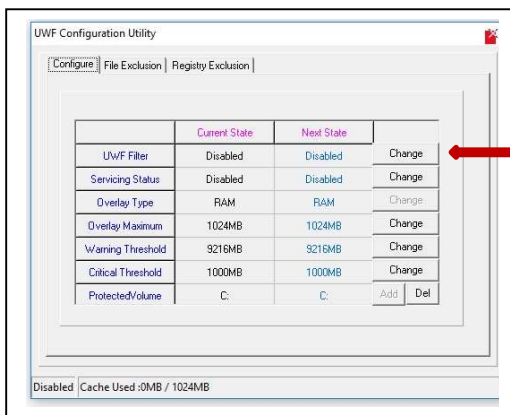 UWF Configuration Utility
Configure File Exclusion Registry Exclusion
Current State Next State
UWF Filter Disabled Disabled Change
Servicing Status Disabled Disabled Change
Overlay Type RAM RAM Change
Overlay Maximum 1024MB 1024MB Change
Warning Threshold 9216MB 9216MB Change
Critical Threshold 1000MB 1000MB Change
ProtectedVolume C: C: Add Del
Disabled Cache Used :0MB / 1024MB